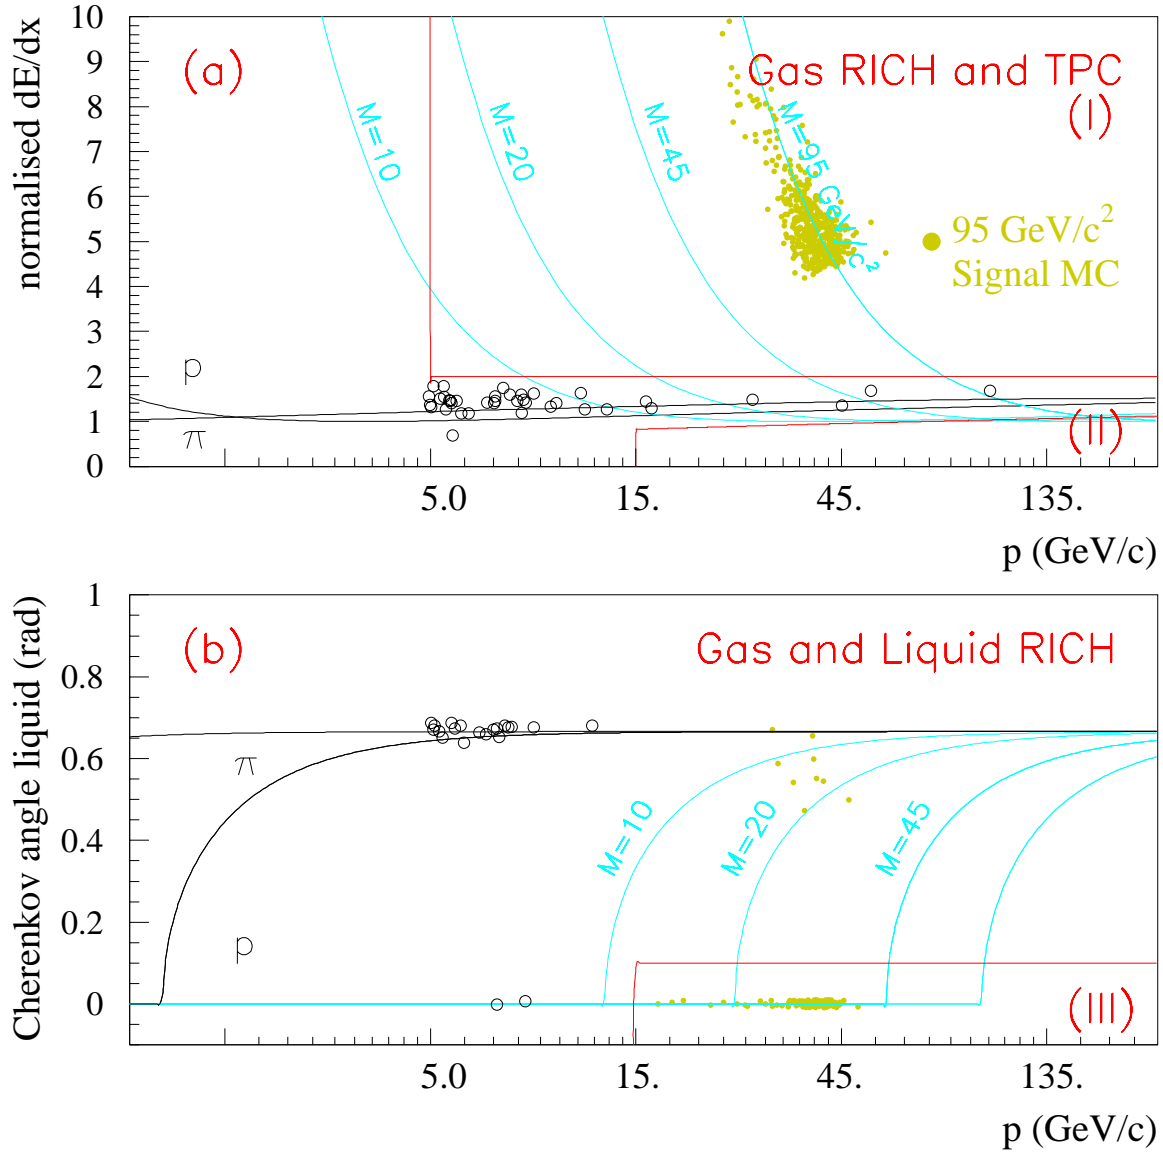 normalised dE/dx
10
9
8
7
6
5
4
3
2
1
0
(a)
Gas RICH and TPC
(I)
M=10
M=20
M=45
M=95 GeV/c²
95 GeV/c²
Signal MC
p
π
(II)
5.0
15.
45.
135.
p (GeV/c)
Cherenkov angle liquid (rad)
1
0.8
0.6
0.4
0.2
0
(b)
Gas and Liquid RICH
π
M=10
M=20
M=45
p
(III)
5.0
15.
45.
135.
p (GeV/c)